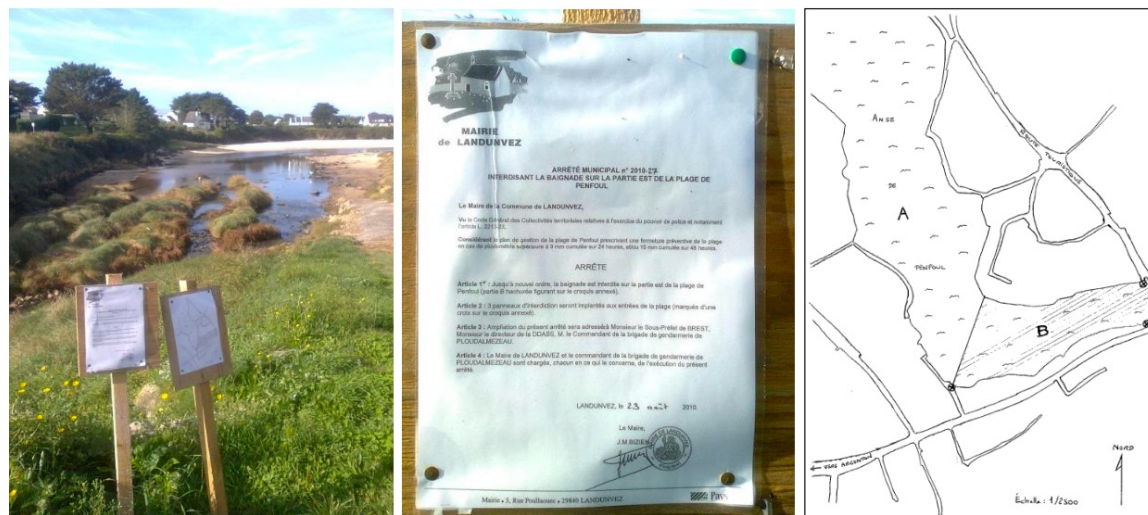 MAIRIE
de LANDUNVEZ
ARRÊTÉ MUNICIPAL n° 2010-27
INTERDISANT LA BAIGNADE SUR LA PARTIE EST DE LA PLAGE DE
PENFOUL
Le Maire de la Commune de LANDUNVEZ,
Vu le Code Général des Collectivités territoriales relatives à l'exercice du pouvoir de police et notamment
l'article L. 2213-23,
Considérant le plan de gestion de la plage de Penfoul prescrivant une fermeture préventive de la plage
en cas de pluviométrie supérieure à 9 mm cumulée sur 24 heures, et/ou 15 mm cumulée sur 48 heures,
ARRÊTE
Article 1er : Jusqu'à nouvel ordre, la baignade est interdite sur la partie est de la plage de
Penfoul (partie B hachurée figurant sur le croquis annexé).
Article 2 : 3 panneaux d'interdiction seront implantés aux entrées de la plage (marqués d'une
croix sur le croquis annexé).
Article 3 : Ampliation du présent arrêté sera adressée à Monsieur le Sous-Préfet de BREST,
Monsieur le directeur de la DDASS, M. le Commandant de la brigade de gendarmerie de
PLOUDALMEZEAU.
Article 4 : Le Maire de LANDUNVEZ et le commandant de la brigade de gendarmerie de
PLOUDALMEZEAU sont chargés, chacun en ce qui le concerne, de l'exécution du présent
arrêté.
LANDUNVEZ, le 23 août 2010.
Le Maire,
J.M.BIZIEN
Mairie • 3, Rue Poullaouec • 29840 LANDUNVEZ
Pays
ANSE
DE
A
PENFOUL
ROUTE TOURISTIQUE
B
VERS ARGENTON
NORD
Échelle : 1/2500